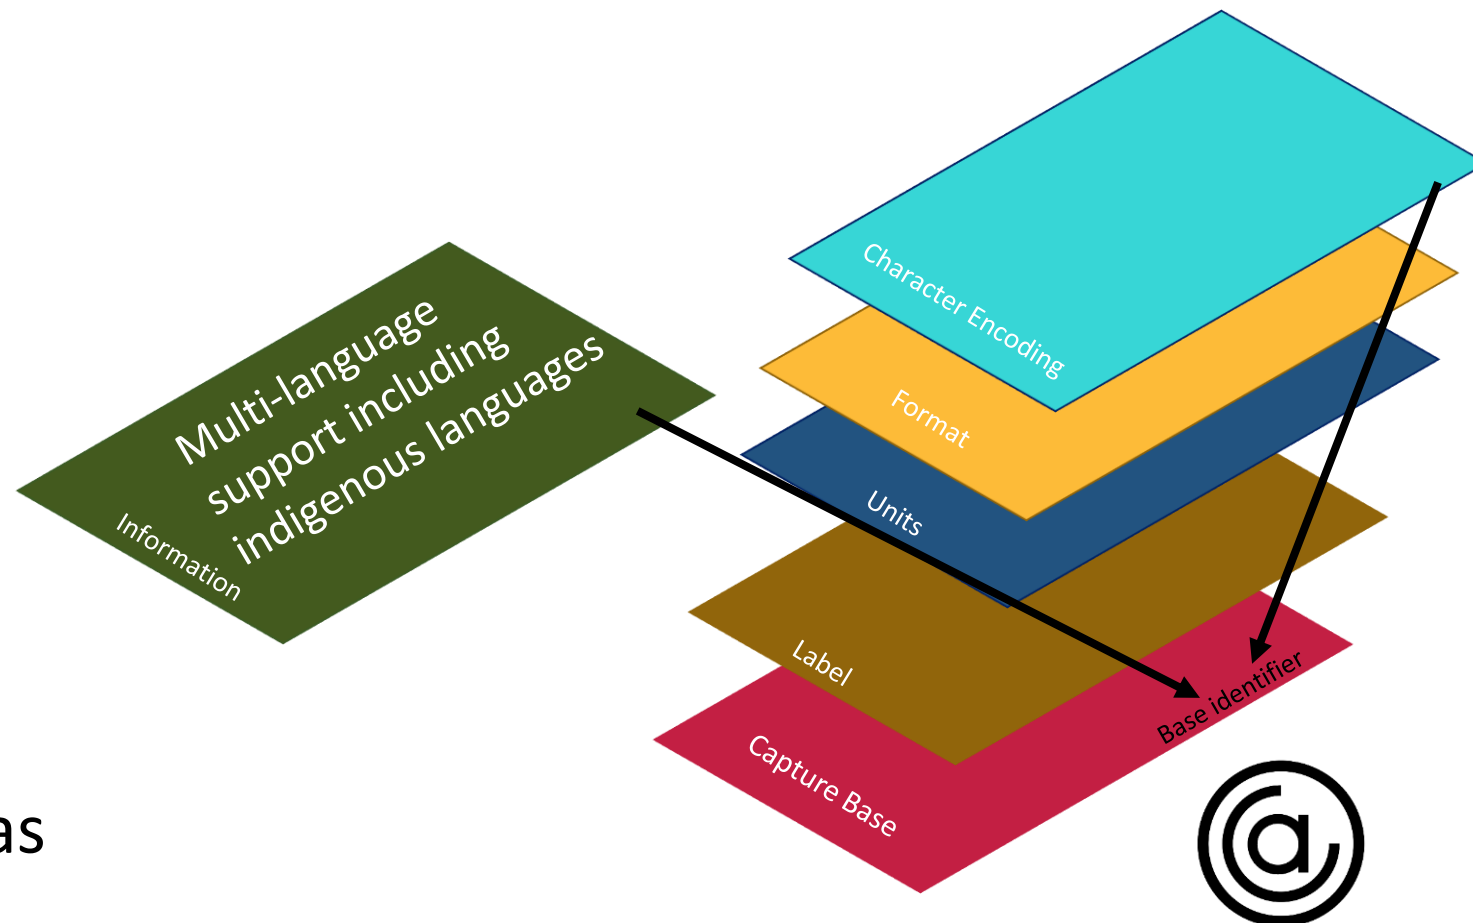 Multi-language
support including
indigenous languages
Information
Character Encoding
Format
Units
Label
Capture Base
Base identifier
as
a